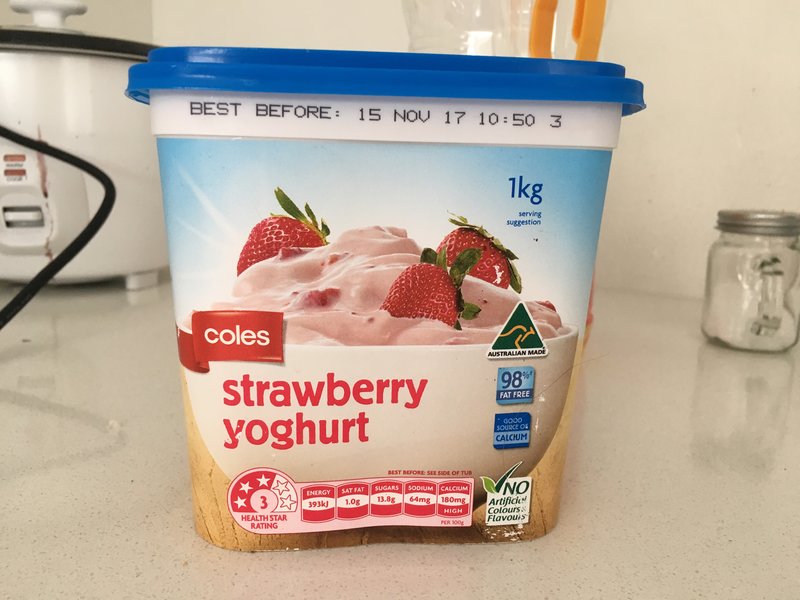 BEST BEFORE: 15 NOV 17 10:50 3
1kg
serving
suggestion
coles
AUSTRALIAN MADE
strawberry
yoghurt
98%
FAT FREE
GOOD
SOURCE OF
CALCIUM
BEST BEFORE: SEE SIDE OF TUB
3
HEALTH STAR
RATING
ENERGY
393kJ
SAT FAT
1.0g
SUGARS
13.8g
SODIUM
64mg
CALCIUM
180mg
HIGH
PER 100g
NO
Artificial
Colours &
Flavours